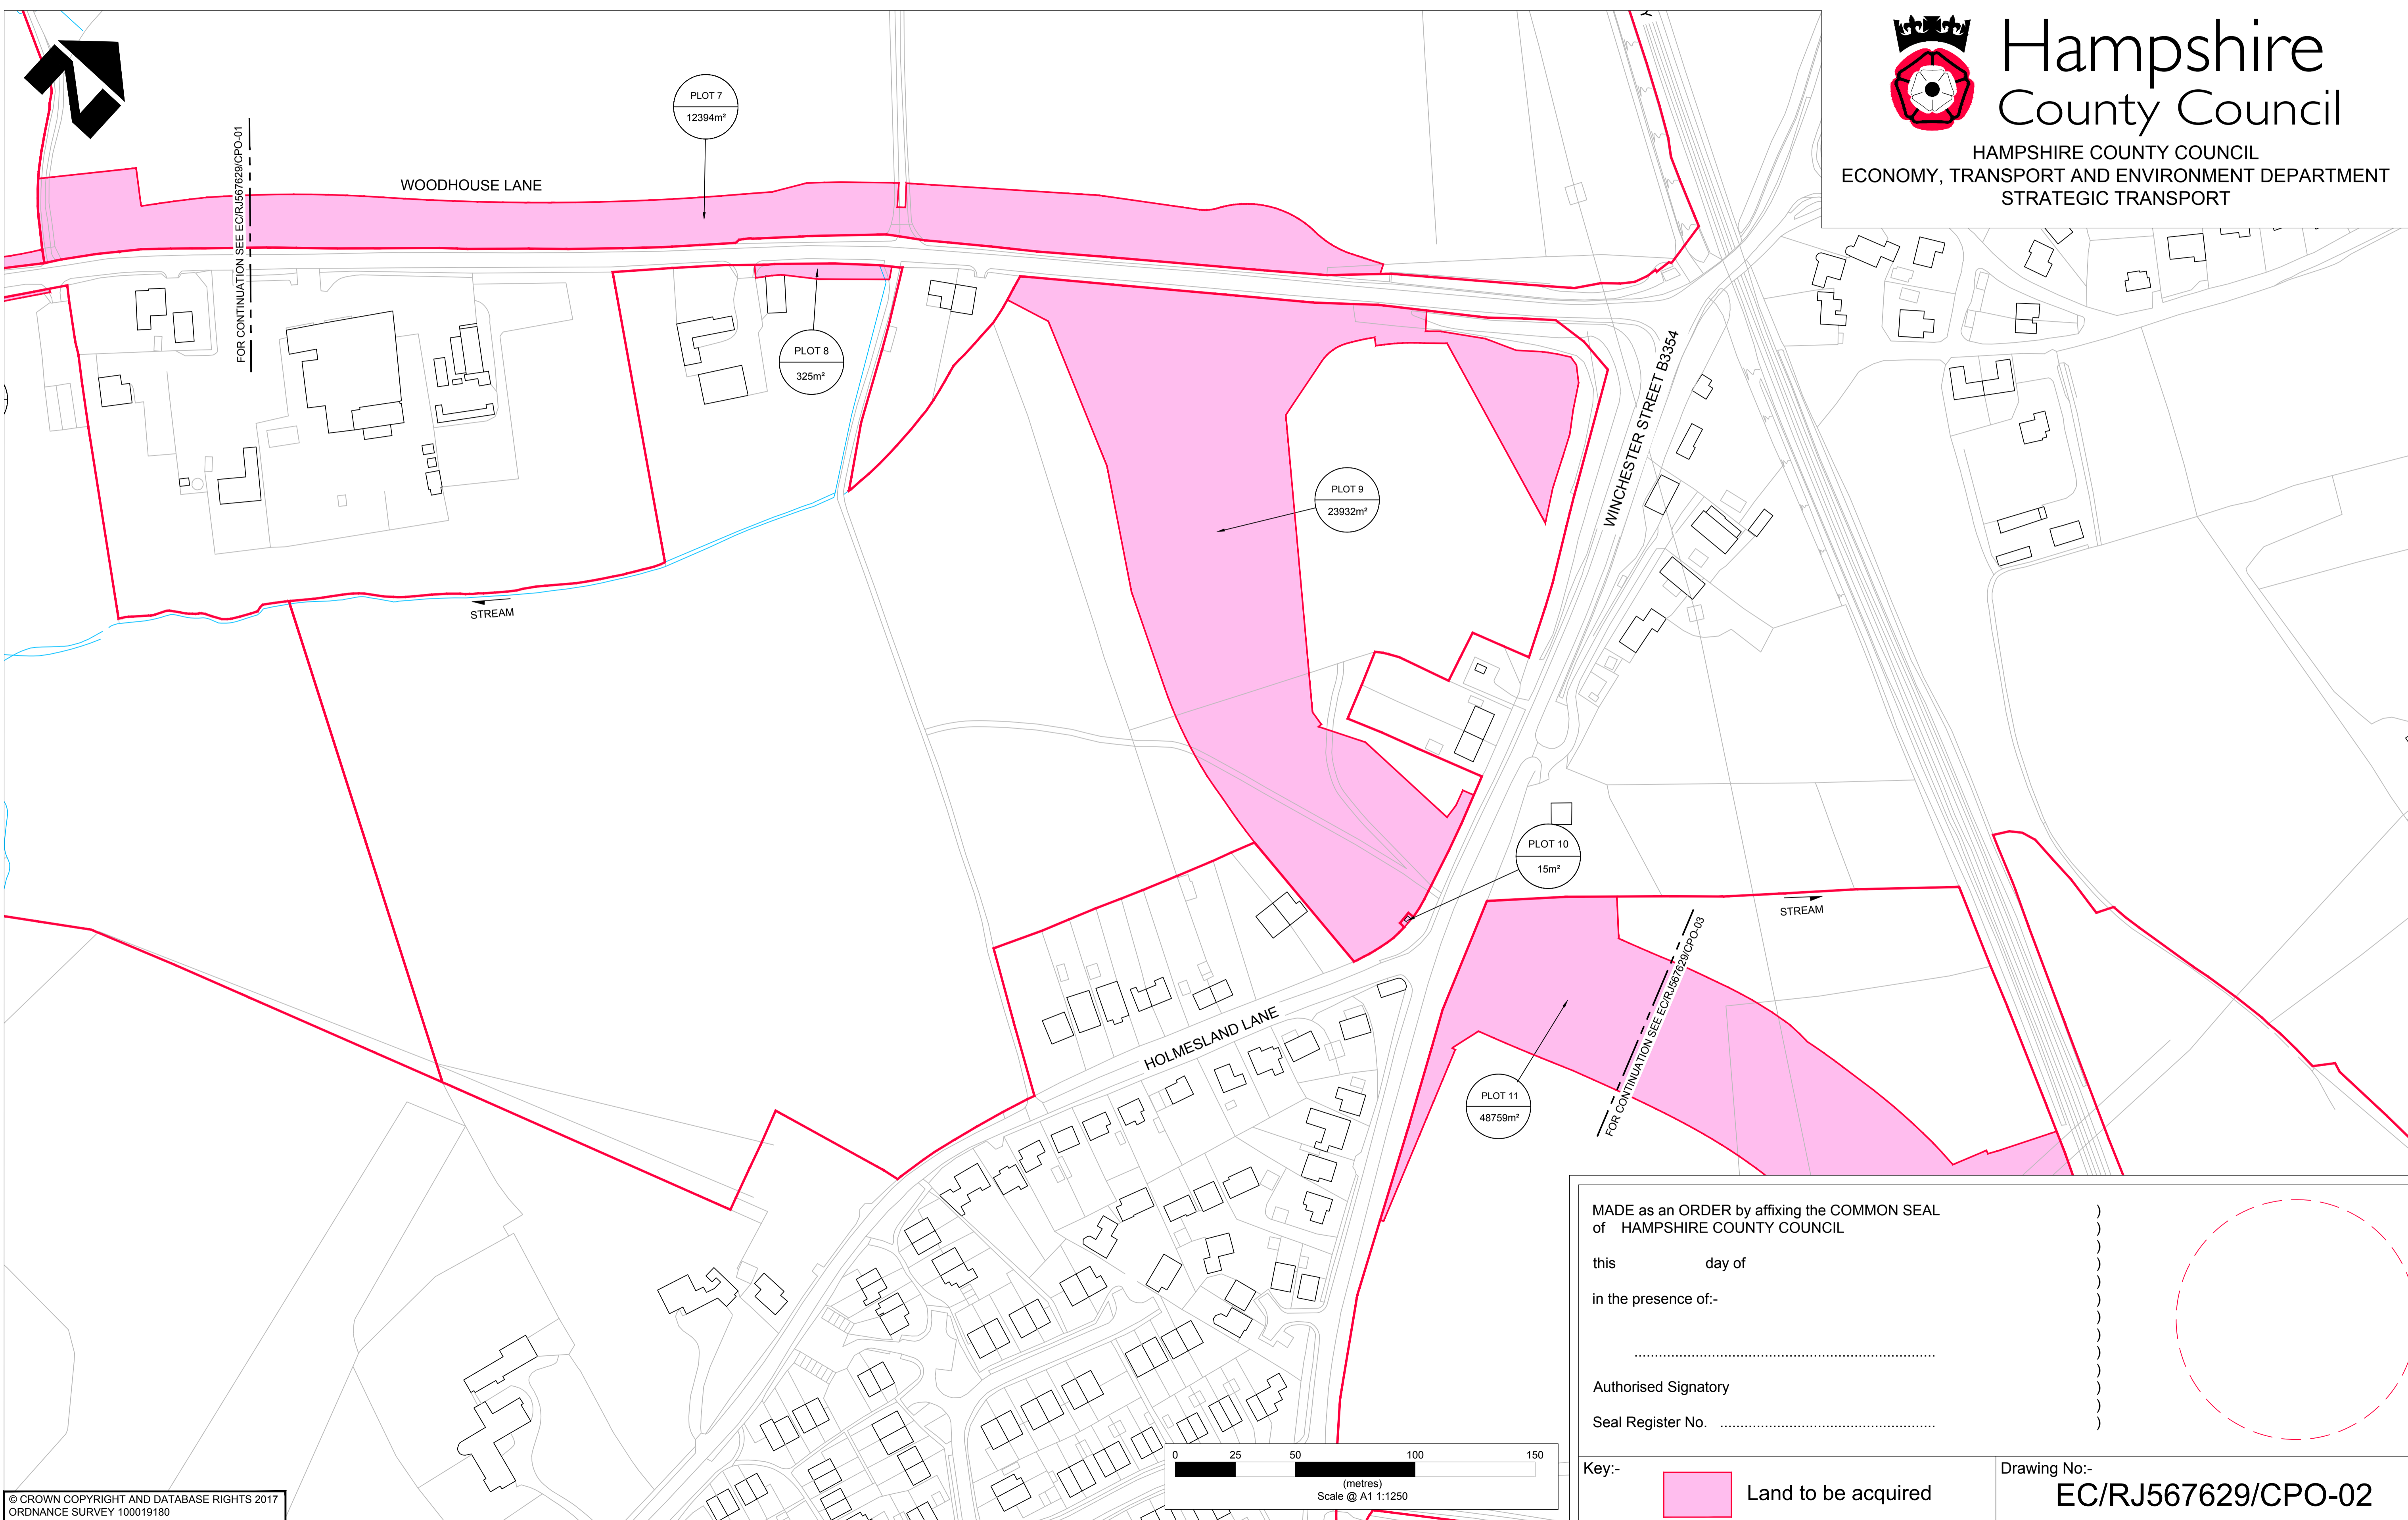 Hampshire
County Council
HAMPSHIRE COUNTY COUNCIL
ECONOMY, TRANSPORT AND ENVIRONMENT DEPARTMENT
STRATEGIC TRANSPORT
PLOT 7
12394m²
FOR CONTINUATION SEE EC/RJ567629/CPO-01
WOODHOUSE LANE
PLOT 8
325m²
WINCHESTER STREET B3354
PLOT 9
23932m²
STREAM
PLOT 10
15m²
STREAM
FOR CONTINUATION SEE EC/RJ567629/CPO-03
HOLMESLAND LANE
PLOT 11
48759m²
MADE as an ORDER by affixing the COMMON SEAL )
of HAMPSHIRE COUNTY COUNCIL )
)
this day of )
)
in the presence of:- )
)
)
........................................................................... )
)
Authorised Signatory )
)
Seal Register No. ...................................................... )
0 25 50 100 150
(metres)
Scale @ A1 1:1250
Key:-
Land to be acquired
Drawing No:-
EC/RJ567629/CPO-02
© CROWN COPYRIGHT AND DATABASE RIGHTS 2017
ORDNANCE SURVEY 100019180